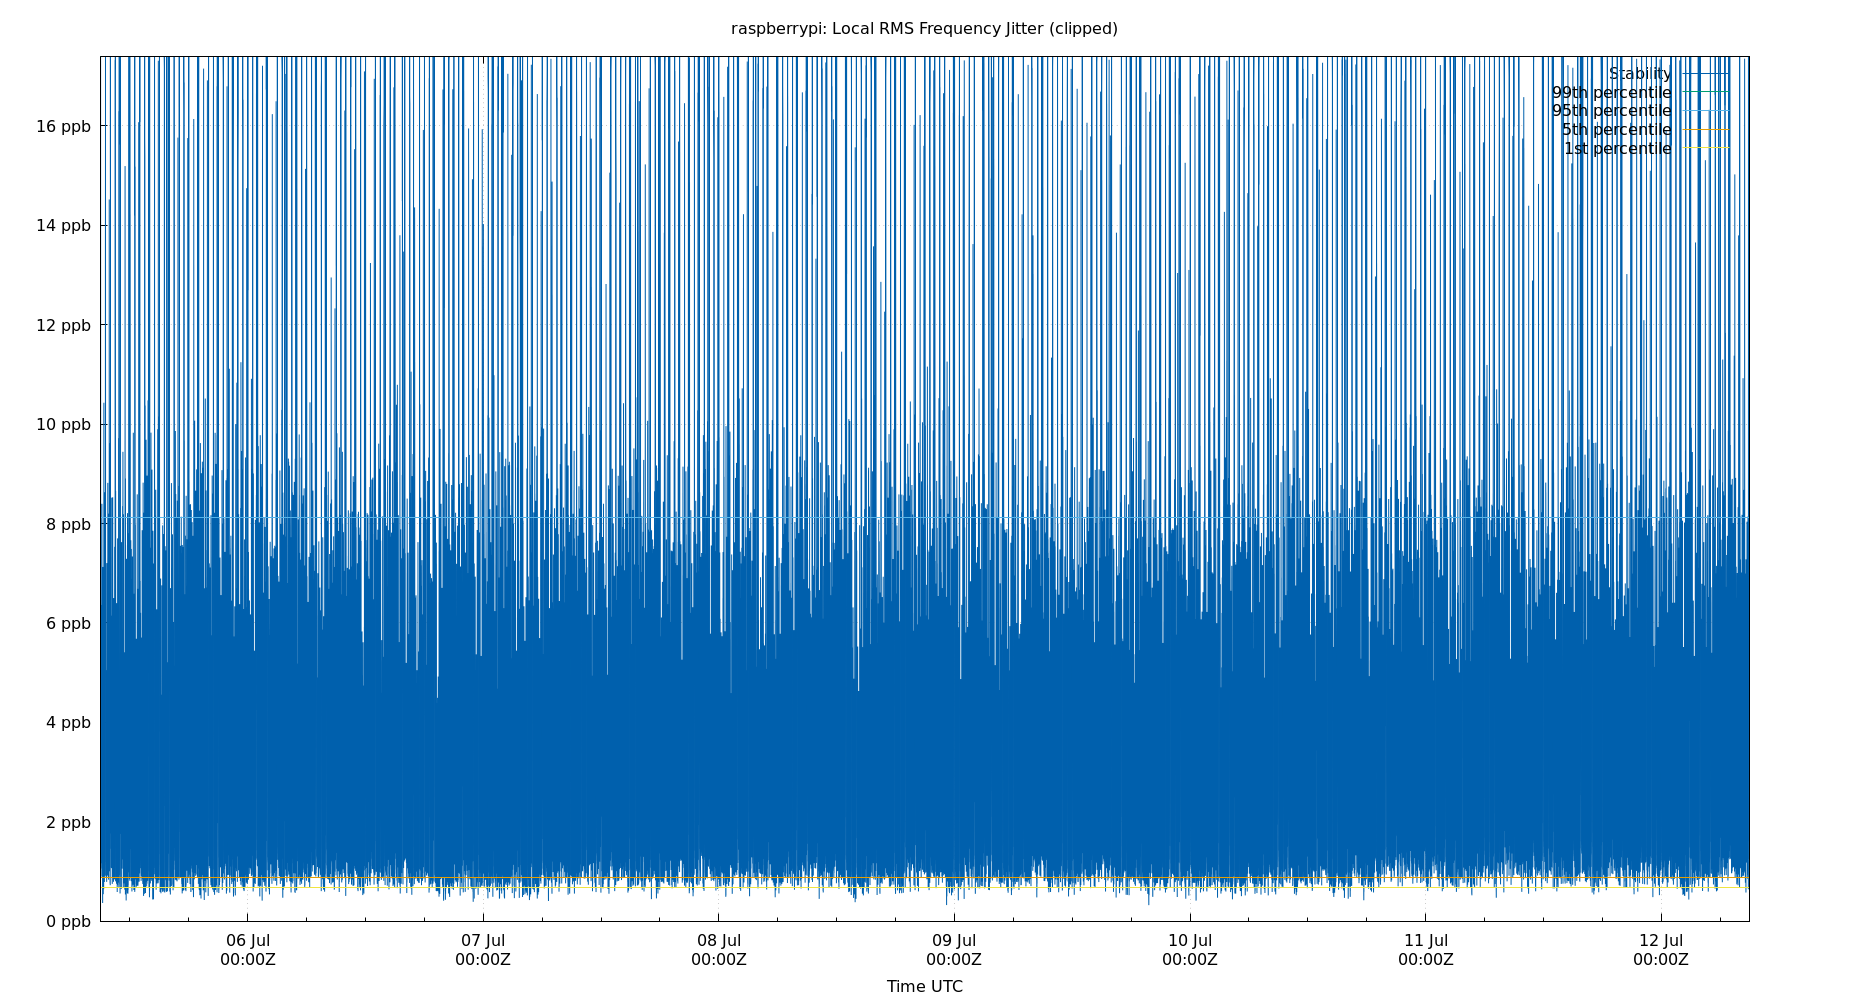 raspberrypi: Local RMS Frequency Jitter (clipped)
Stability
99th percentile
95th percentile
5th percentile
1st percentile
16 ppb
14 ppb
12 ppb
10 ppb
8 ppb
6 ppb
4 ppb
2 ppb
0 ppb
06 Jul 07 Jul 08 Jul 09 Jul 10 Jul 11 Jul 12 Jul
00:00Z 00:00Z 00:00Z 00:00Z 00:00Z 00:00Z 00:00Z
Time UTC